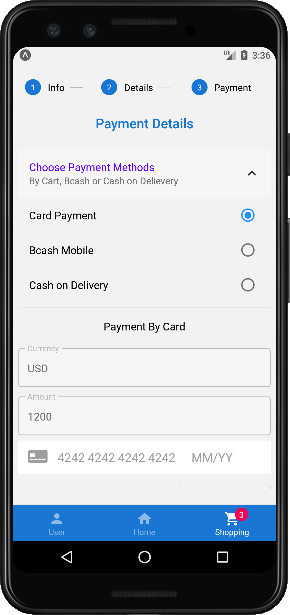 3:36
1 Info
2 Details
3 Payment
Payment Details
Choose Payment Methods
By Cart, Bcash or Cash on Delievery
Card Payment
Bcash Mobile
Cash on Delivery
Payment By Card
Currency
USD
Amount
1200
4242 4242 4242 4242 MM/YY
3
User
Home
Shopping